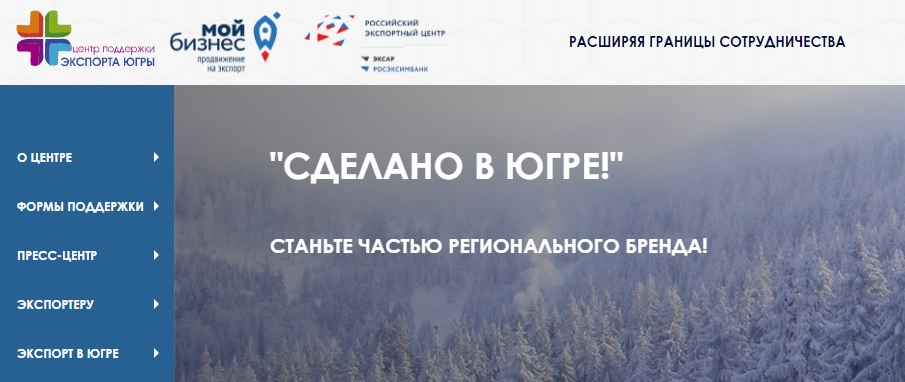 центр поддержки
ЭКСПОРТА ЮГРЫ
мой
бизнес
продвижение
на экспорт
РОССИЙСКИЙ
ЭКСПОРТНЫЙ ЦЕНТР
ЭКСАР
РОСЭКСИМБАНК
РАСШИРЯЯ ГРАНИЦЫ СОТРУДНИЧЕСТВА
О ЦЕНТРЕ
ФОРМЫ ПОДДЕРЖКИ
ПРЕСС-ЦЕНТР
ЭКСПОРТЕРУ
ЭКСПОРТ В ЮГРЕ
"СДЕЛАНО В ЮГРЕ!"
СТАНЬТЕ ЧАСТЬЮ РЕГИОНАЛЬНОГО БРЕНДА!